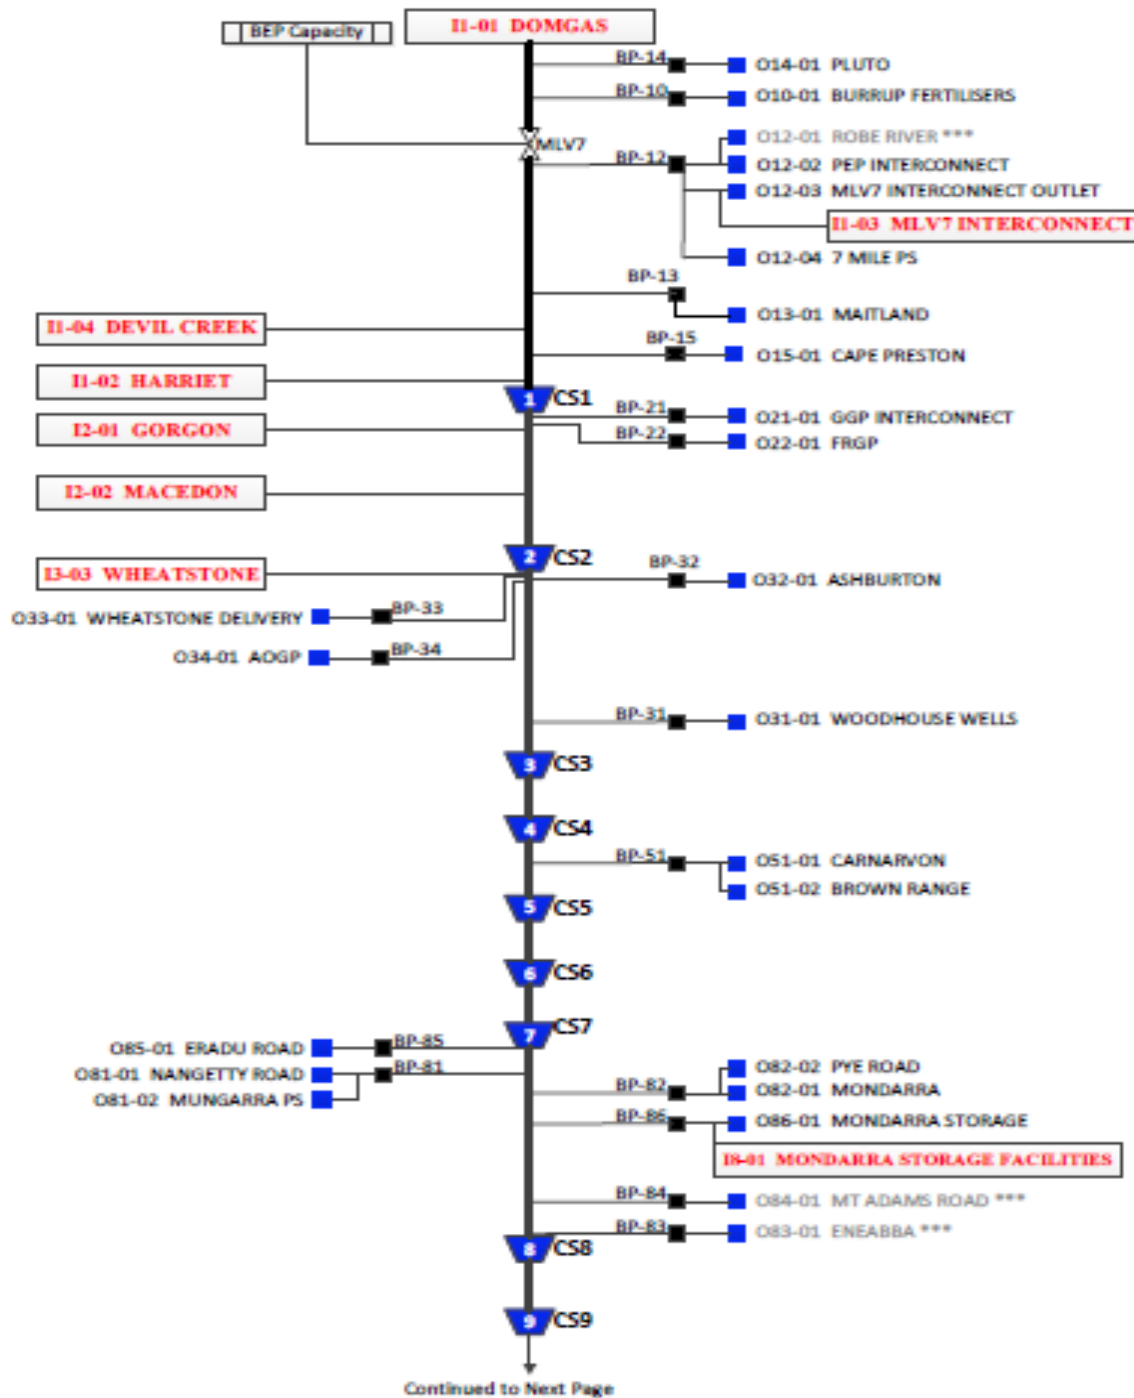 BEP Capacity
I1-01 DOMGAS
BP-14
O14-01 PLUTO
BP-10
O10-01 BURRUP FERTILISERS
O12-01 ROBE RIVER ***
MLV7
BP-12
O12-02 PEP INTERCONNECT
O12-03 MLV7 INTERCONNECT OUTLET
I1-03 MLV7 INTERCONNECT
O12-04 7 MILE PS
BP-13
O13-01 MAITLAND
I1-04 DEVIL CREEK
BP-15
O15-01 CAPE PRESTON
I1-02 HARRIET
1 CS1
BP-21
O21-01 GGP INTERCONNECT
I2-01 GORGON
BP-22
O22-01 FRGP
I2-02 MACEDON
2 CS2
BP-32
I3-03 WHEATSTONE
O32-01 ASHBURTON
O33-01 WHEATSTONE DELIVERY
BP-33
O34-01 AOGP
BP-34
BP-31
O31-01 WOODHOUSE WELLS
3 CS3
4 CS4
BP-51
O51-01 CARNARVON
O51-02 BROWN RANGE
5 CS5
6 CS6
7 CS7
O85-01 ERADU ROAD
BP-85
O81-01 NANGETTY ROAD
BP-81
O82-02 PYE ROAD
O81-02 MUNGARRA PS
BP-82
O82-01 MONDARRA
BP-86
O86-01 MONDARRA STORAGE
I8-01 MONDARRA STORAGE FACILITIES
BP-84
O84-01 MT ADAMS ROAD ***
BP-83
O83-01 ENEABBA ***
8 CS8
9 CS9
Continued to Next Page